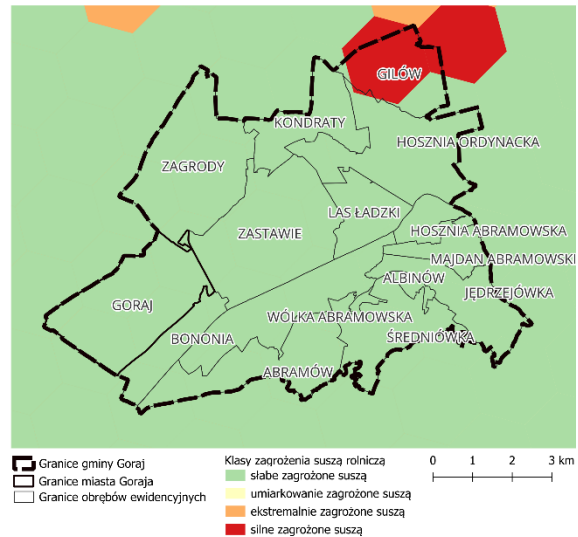 GILÓW
KONDRATY
HOSZNIA ORDYNACKA
ZAGRODY
LAS ŁADZKI
ZASTAWIE
HOSZNIA ABRAMOWSKA
MAJDAN ABRAMOWSKI
ALBINÓW
JĘDRZEJÓWKA
GORAJ
WÓLKA ABRAMOWSKA
BONONIA
ŚREDNIÓWKA
ABRAMÓW
Granice gminy Goraj
Granice miasta Goraja
Granice obrębów ewidencyjnych
Klasy zagrożenia suszą rolniczą
słabe zagrożone suszą
umiarkowanie zagrożone suszą
ekstremalnie zagrożone suszą
silne zagrożone suszą
0 1 2 3 km